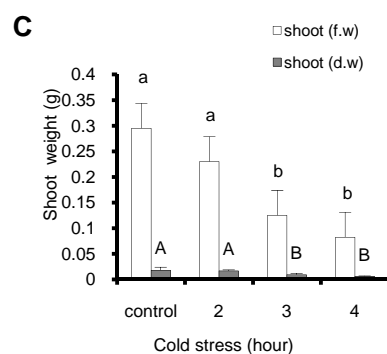 C
shoot (f.w)
shoot (d.w)
Shoot weight (g)
0.4
0.35
0.3
0.25
0.2
0.15
0.1
0.05
0
a
a
b
b
A
A
B
B
control 2 3 4
Cold stress (hour)